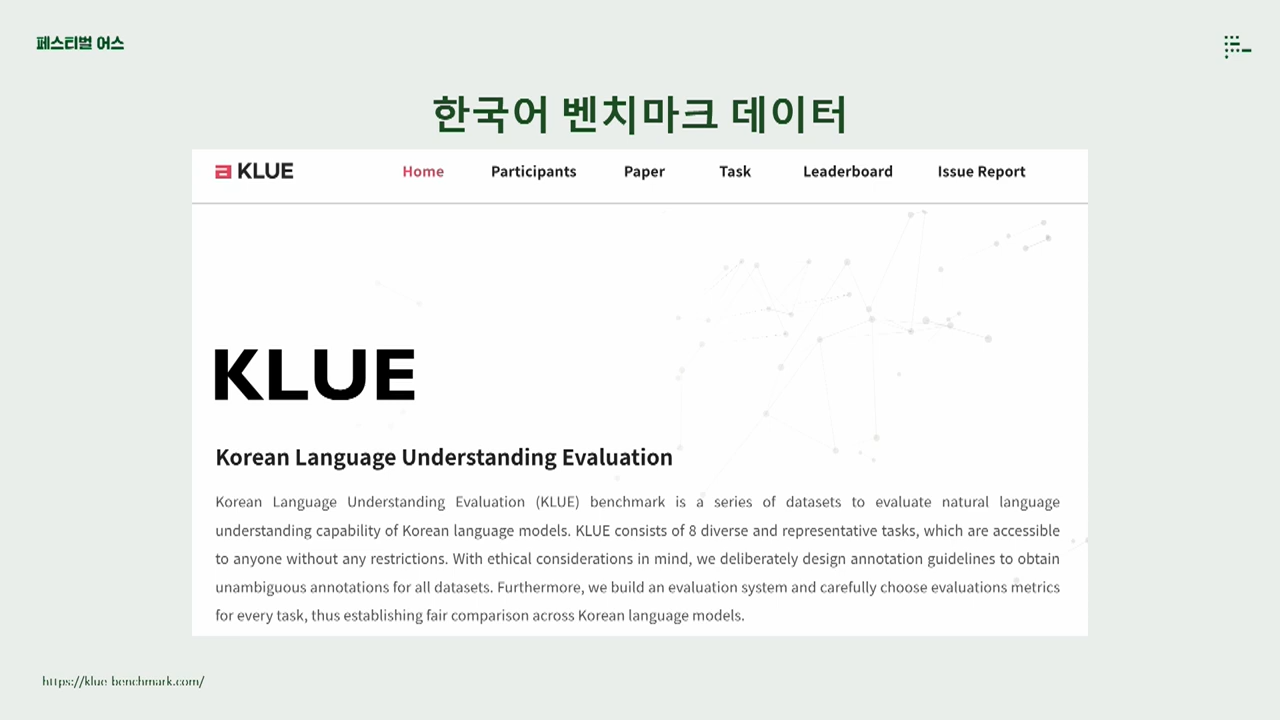 페스티벌 어스
한국어 벤치마크 데이터
KLUE
Home Participants Paper Task Leaderboard Issue Report
KLUE
Korean Language Understanding Evaluation
Korean Language Understanding Evaluation (KLUE) benchmark is a series of datasets to evaluate natural language
understanding capability of Korean language models. KLUE consists of 8 diverse and representative tasks, which are accessible
to anyone without any restrictions. With ethical considerations in mind, we deliberately design annotation guidelines to obtain
unambiguous annotations for all datasets. Furthermore, we build an evaluation system and carefully choose evaluations metrics
for every task, thus establishing fair comparison across Korean language models.
https://klue-benchmark.com/